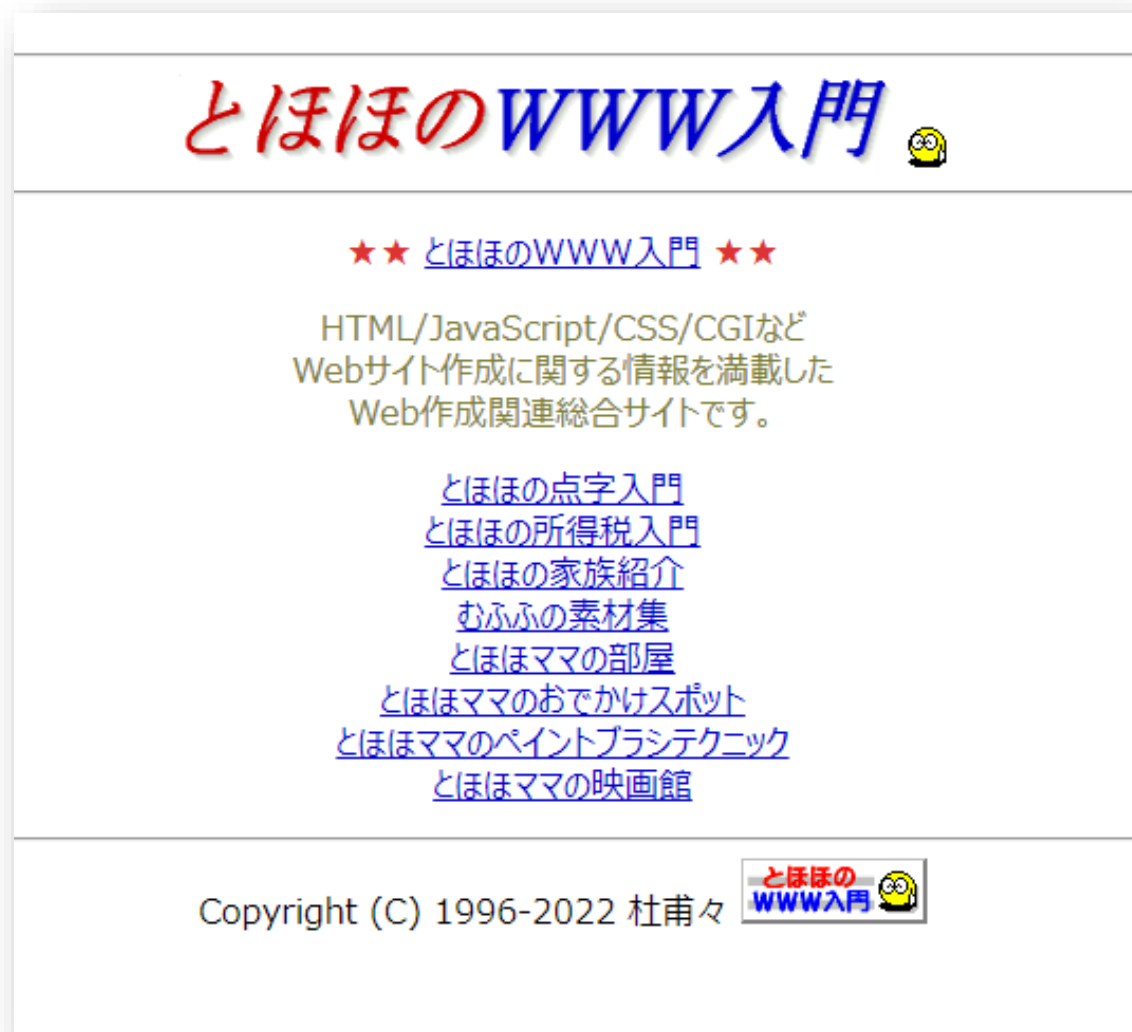 とほほのWWW入門
★★ とほほのWWW入門 ★★
HTML/JavaScript/CSS/CGIなど
Webサイト作成に関する情報を満載した
Web作成関連総合サイトです。
とほほの点字入門
とほほの所得税入門
とほほの家族紹介
むふふの素材集
とほほママの部屋
とほほママのおでかけスポット
とほほママのペイントブラシテクニック
とほほママの映画館
Copyright (C) 1996-2022 杜甫々
とほほの
WWW入門